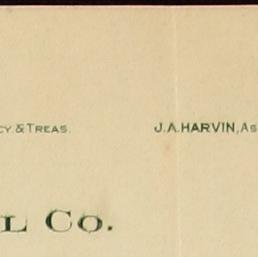 CY & TREAS. J.A. HARVIN, AS
L CO.